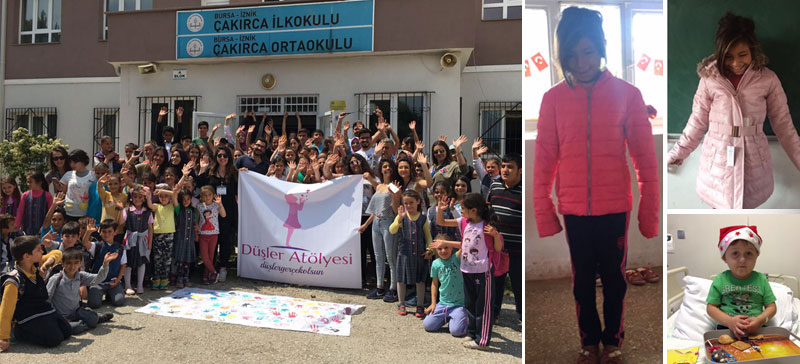 BURSA - İZNİK
ÇAKIRCA İLKOKULU
BURSA - İZNİK
ÇAKIRCA ORTAOKULU
Düşler Atölyesi
düşlergerçekolsun